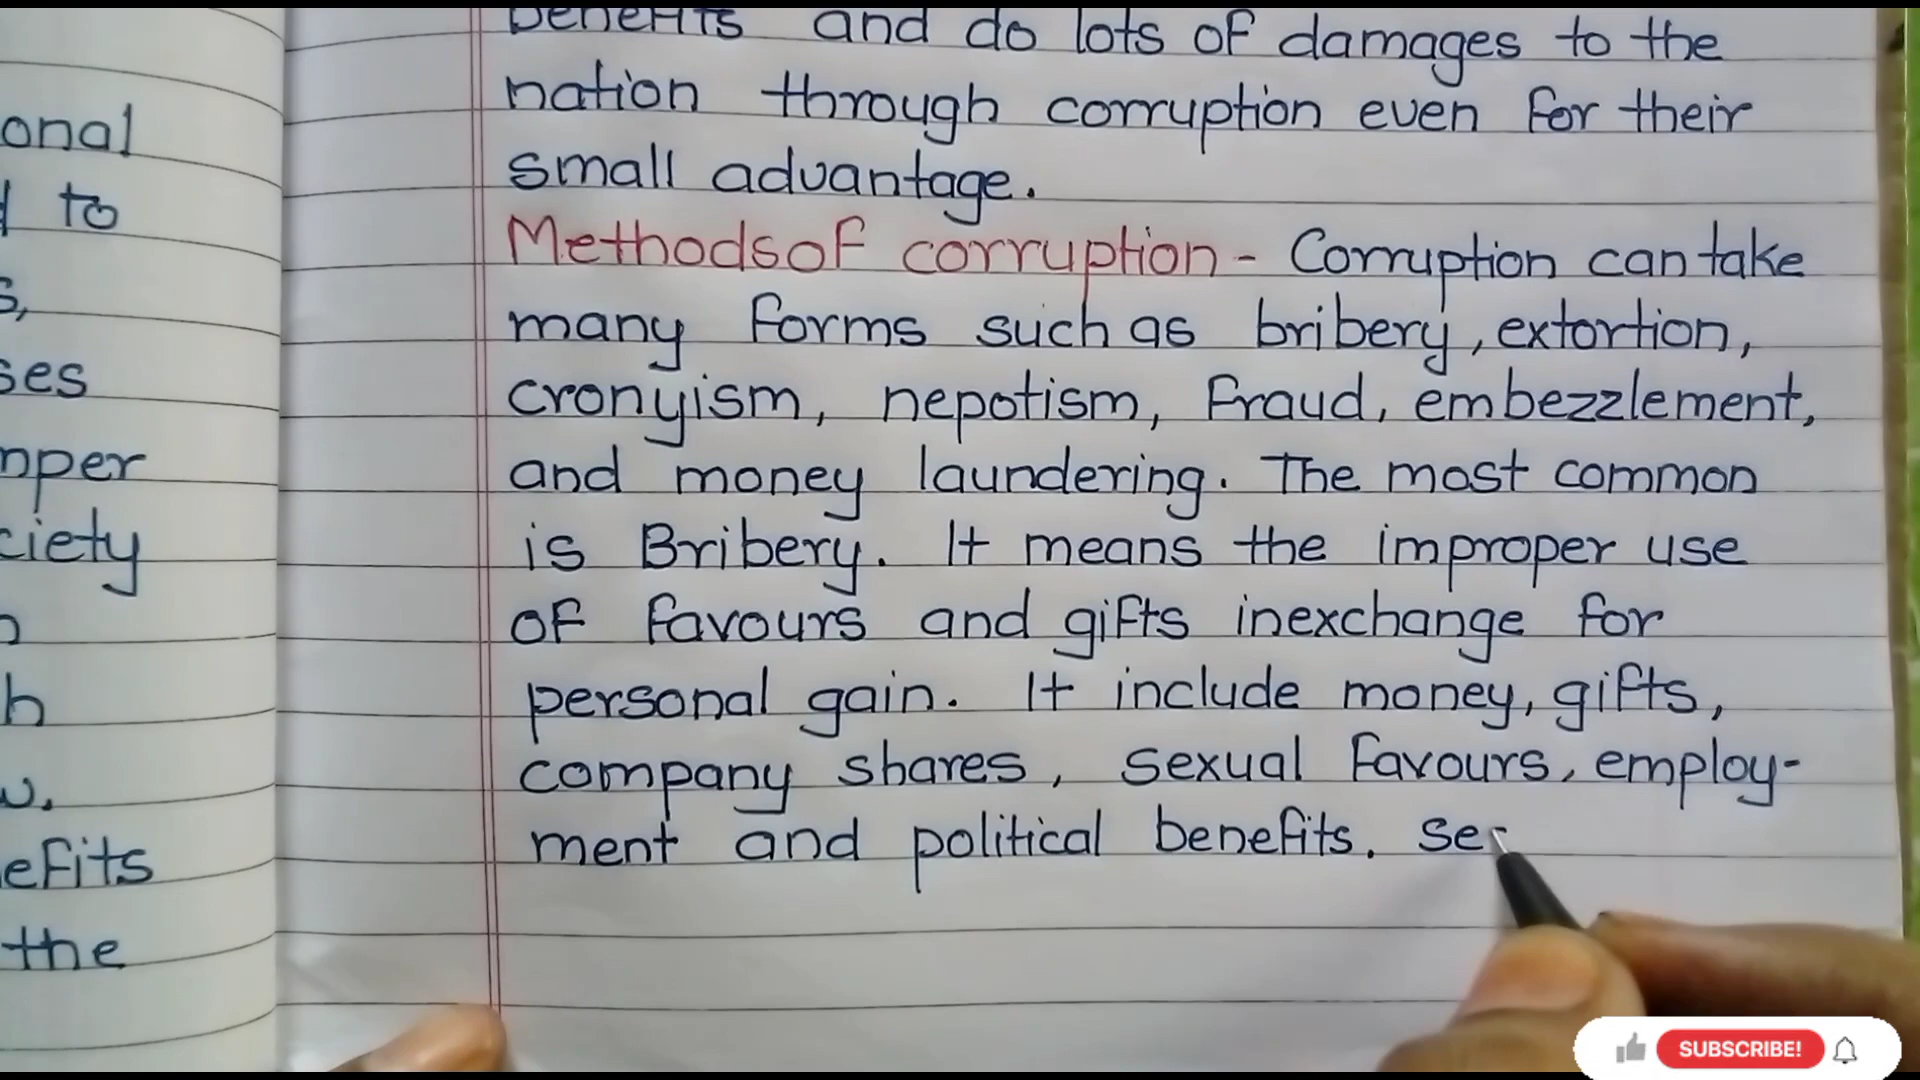 onal
to
s,
ses
mper
ciety
n
h
w.
efits
the
benefits and do lots of damages to the
nation through corruption even for their
small advantage.
Methods of corruption - Corruption can take
many forms such as bribery, extortion,
cronyism, nepotism, fraud, embezzlement,
and money laundering. The most common
is Bribery. It means the improper use
of favours and gifts inexchange for
personal gain. It include money, gifts,
company shares, sexual favours, employ-
ment and political benefits. se
SUBSCRIBE!